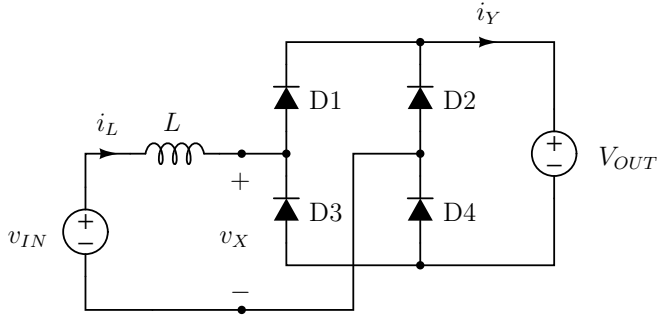 i_Y
D1 D2
i_L L
+ −
V_OUT
+
D3 D4
v_IN + − v_X
−